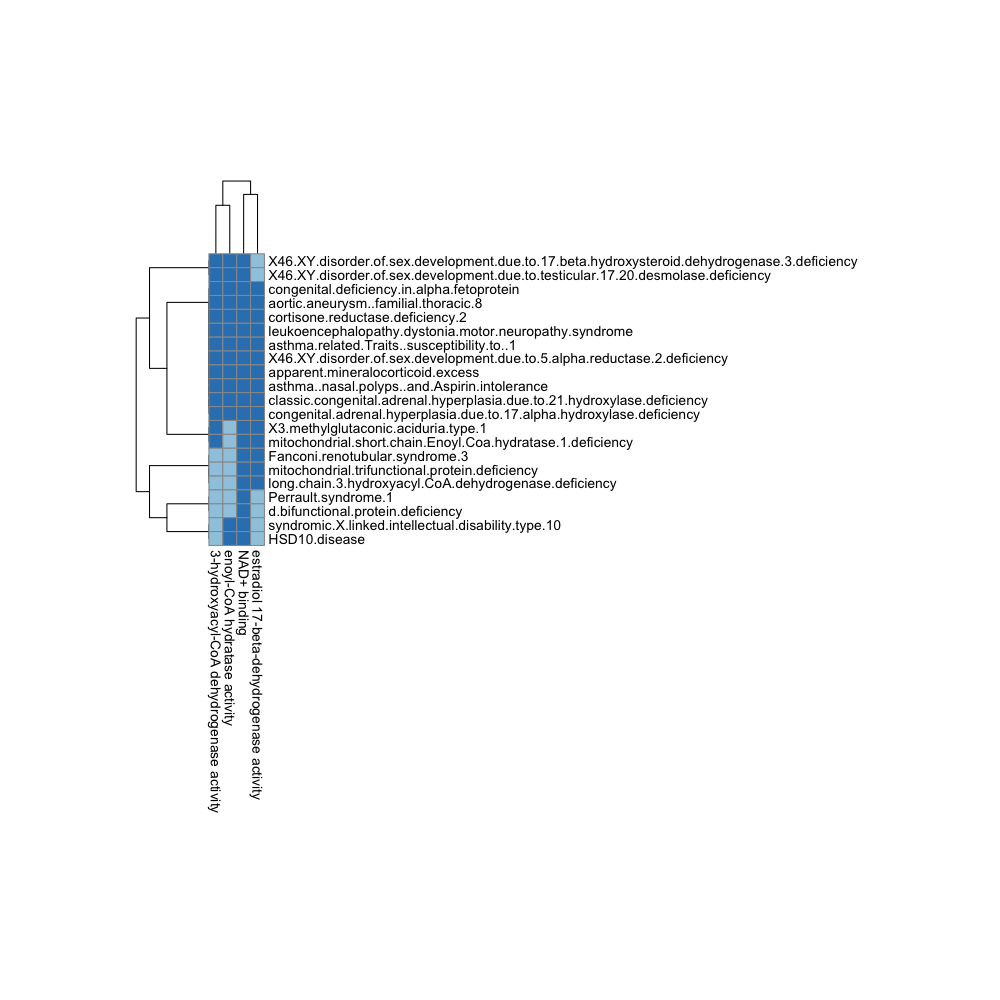 X46.XY.disorder.of.sex.development.due.to.17.beta.hydroxysteroid.dehydrogenase.3.deficiency
X46.XY.disorder.of.sex.development.due.to.testicular.17.20.desmolase.deficiency
congenital.deficiency.in.alpha.fetoprotein
aortic.aneurysm..familial.thoracic.8
cortisone.reductase.deficiency.2
leukoencephalopathy.dystonia.motor.neuropathy.syndrome
asthma.related.Traits..susceptibility.to..1
X46.XY.disorder.of.sex.development.due.to.5.alpha.reductase.2.deficiency
apparent.mineralocorticoid.excess
asthma..nasal.polyps..and.Aspirin.intolerance
classic.congenital.adrenal.hyperplasia.due.to.21.hydroxylase.deficiency
congenital.adrenal.hyperplasia.due.to.17.alpha.hydroxylase.deficiency
X3.methylglutaconic.aciduria.type.1
mitochondrial.short.chain.Enoyl.Coa.hydratase.1.deficiency
Fanconi.renotubular.syndrome.3
mitochondrial.trifunctional.protein.deficiency
long.chain.3.hydroxyacyl.CoA.dehydrogenase.deficiency
Perrault.syndrome.1
d.bifunctional.protein.deficiency
syndromic.X.linked.intellectual.disability.type.10
HSD10.disease
3-hydroxyacyl-CoA dehydrogenase activity
enoyl-CoA hydratase activity
NAD+ binding
estradiol 17-beta-dehydrogenase activity